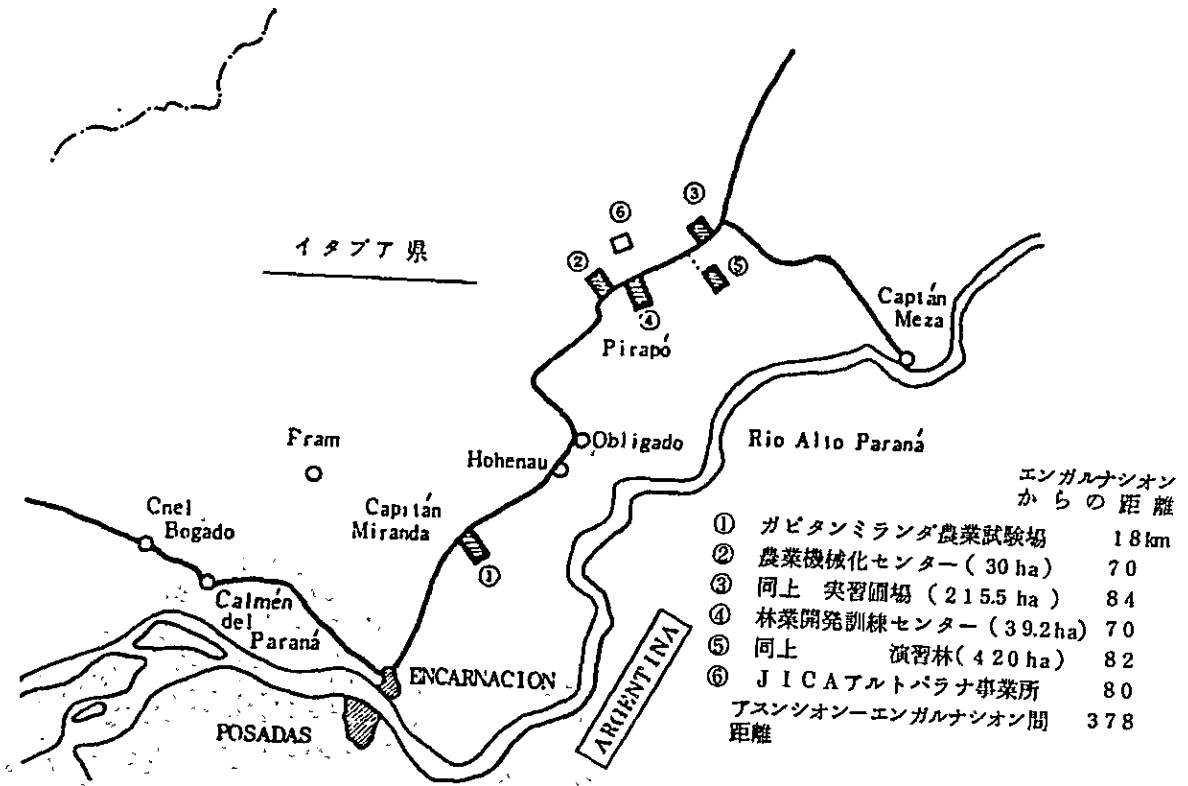 ③
⑥
イタプア県
②
⑤
④
Captán
Meza
Pirapó
Fram
Obligado
Rio Alto Paraná
Hohenau
Cnel
Bogado
Capitán
Miranda
①
Calmén
del
Paraná
ENCARNACION
POSADAS
ARGENTINA
エンガルナシオン
からの距離
① ガピタンミランダ農業試験場 18km
② 農業機械化センター(30ha) 70
③ 同上 実習圃場(215.5ha) 84
④ 林業開発訓練センター(39.2ha) 70
⑤ 同上 演習林(420ha) 82
⑥ JICAアルトパラナ事業所 80
アスンシオンーエンガルナシオン間 378
距離